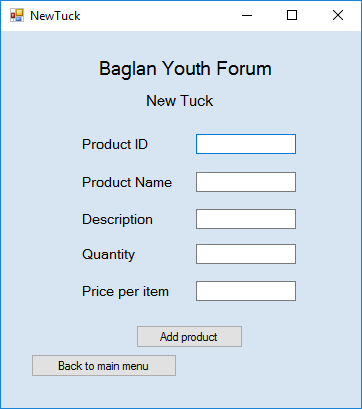 NewTuck
Baglan Youth Forum
New Tuck
Product ID
Product Name
Description
Quantity
Price per item
Add product
Back to main menu